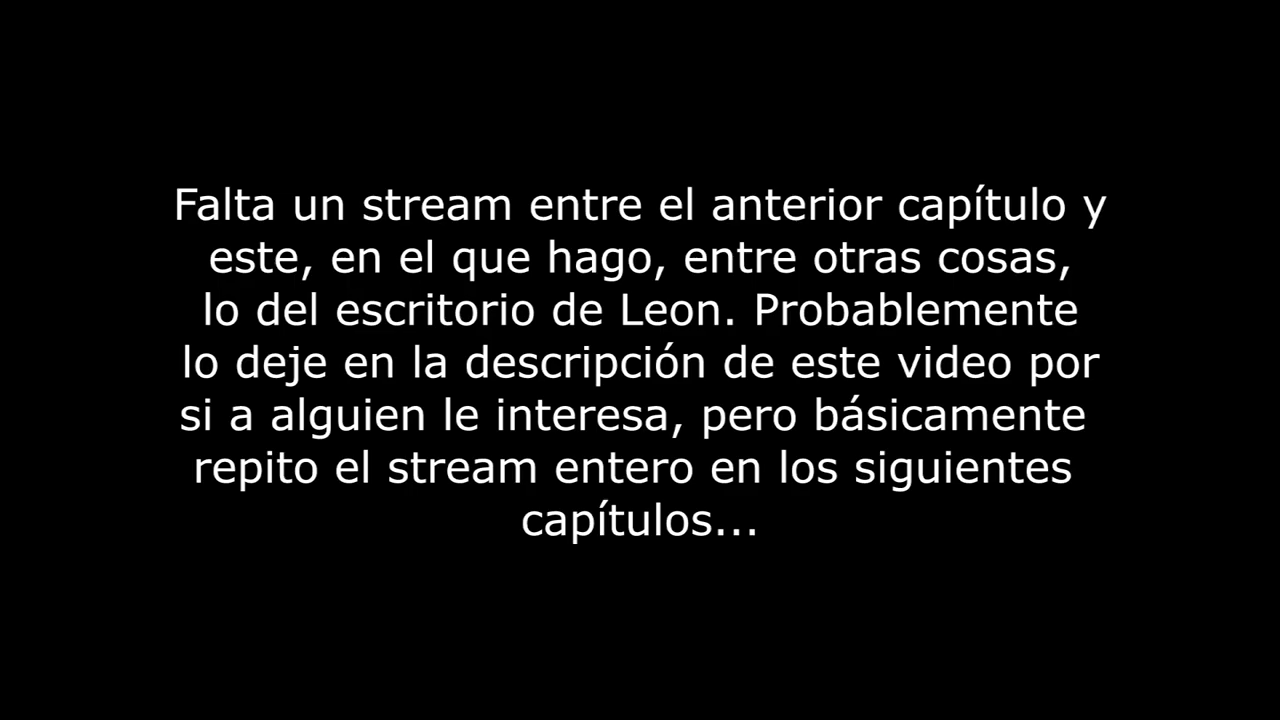 Falta un stream entre el anterior capítulo y
este, en el que hago, entre otras cosas,
lo del escritorio de Leon. Probablemente
lo deje en la descripción de este video por
si a alguien le interesa, pero básicamente
repito el stream entero en los siguientes
capítulos...